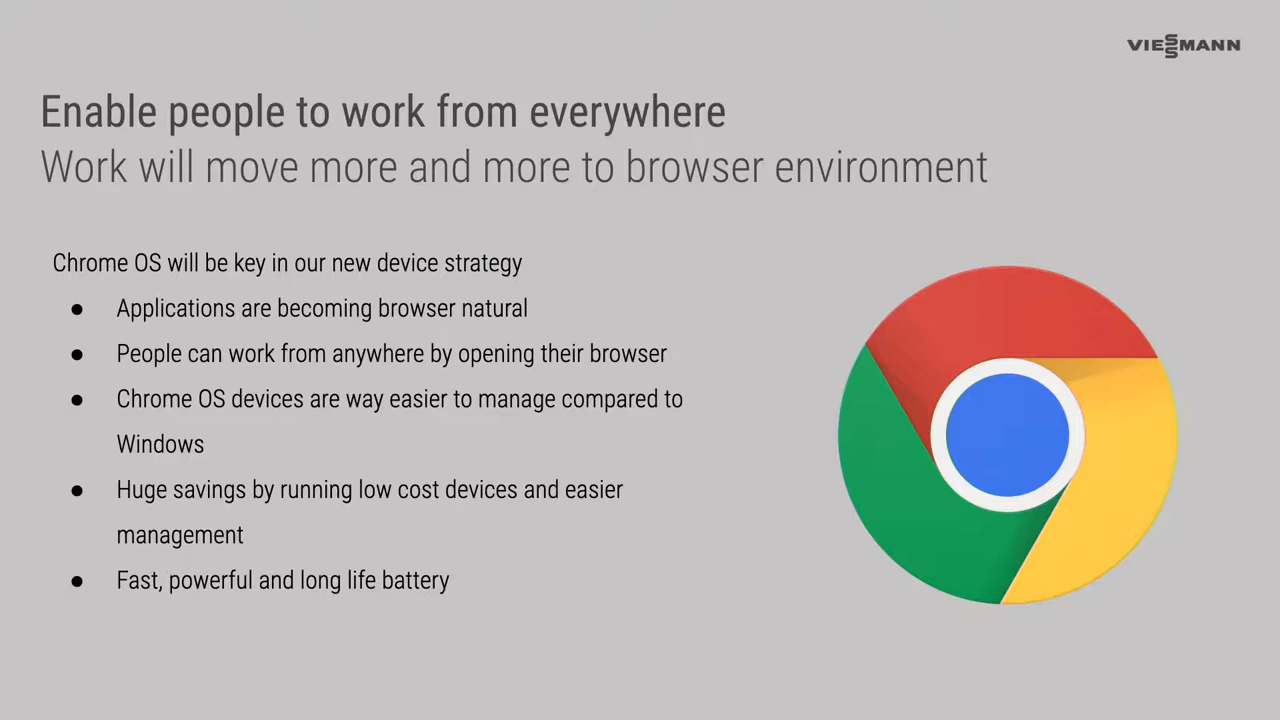 VIESSMANN
Enable people to work from everywhere
Work will move more and more to browser environment
Chrome OS will be key in our new device strategy
● Applications are becoming browser natural
● People can work from anywhere by opening their browser
● Chrome OS devices are way easier to manage compared to
Windows
● Huge savings by running low cost devices and easier
management
● Fast, powerful and long life battery